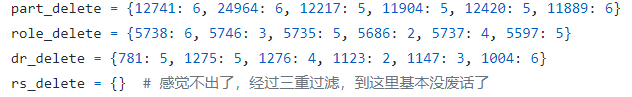 part_delete = {12741: 6, 24964: 6, 12217: 5, 11904: 5, 12420: 5, 11889: 6}
role_delete = {5738: 6, 5746: 3, 5735: 5, 5686: 2, 5737: 4, 5597: 5}
dr_delete = {781: 5, 1275: 5, 1276: 4, 1123: 2, 1147: 3, 1004: 6}
rs_delete = {}  # 感觉不出了，经过三重过滤，到这里基本没废话了